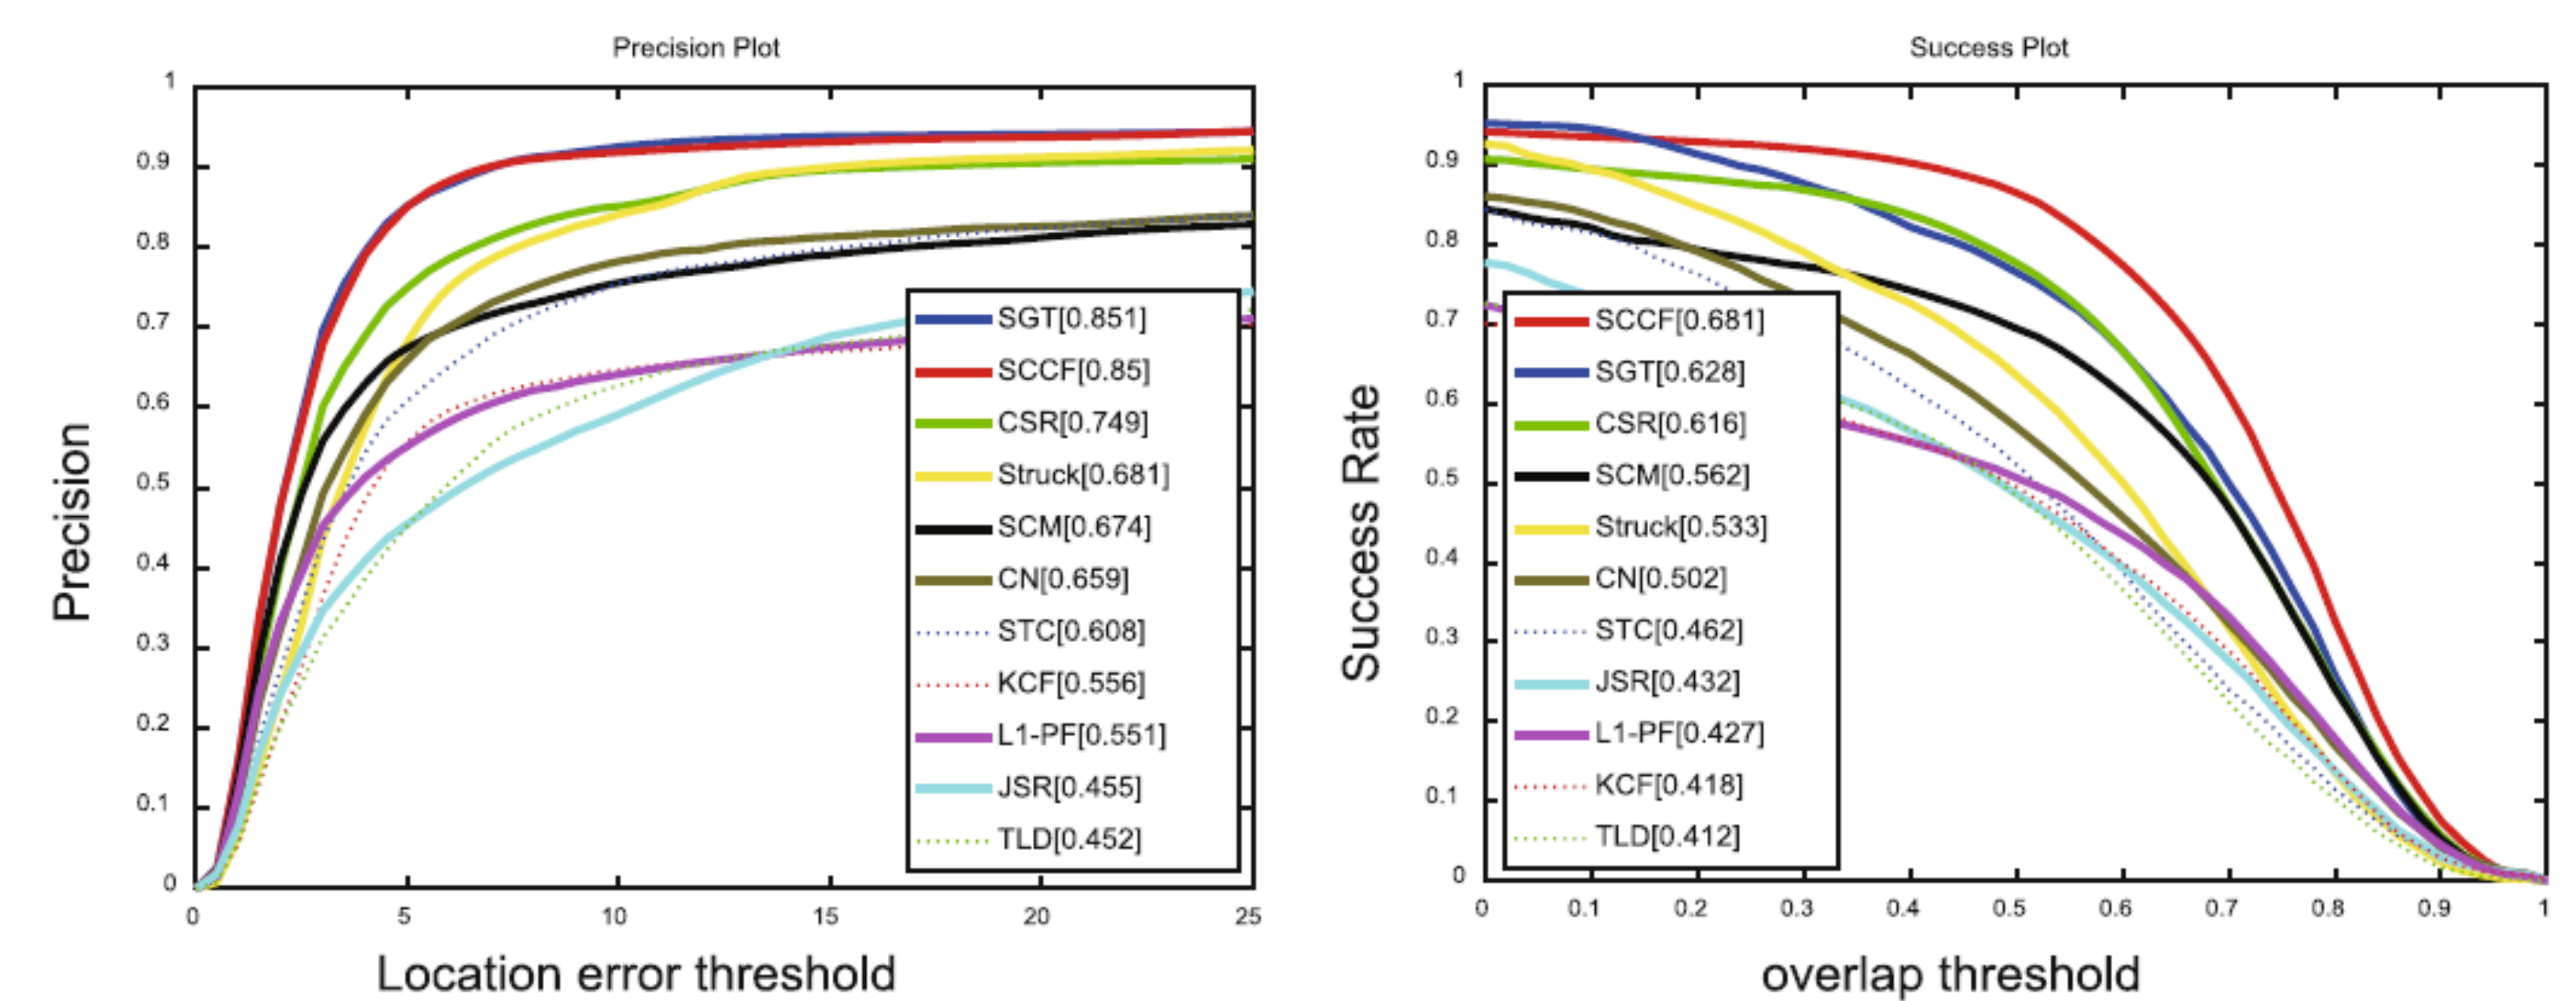 Precision Plot
1
0.9
0.8
0.7
0.6
0.5
0.4
0.3
0.2
0.1
0
Precision
SGT[0.851]
SCCF[0.85]
CSR[0.749]
Struck[0.681]
SCM[0.674]
CN[0.659]
STC[0.608]
KCF[0.556]
L1-PF[0.551]
JSR[0.455]
TLD[0.452]
0 5 10 15 20 25
Location error threshold
Success Plot
1
0.9
0.8
0.7
0.6
0.5
0.4
0.3
0.2
0.1
0
Success Rate
SCCF[0.681]
SGT[0.628]
CSR[0.616]
SCM[0.562]
Struck[0.533]
CN[0.502]
STC[0.462]
JSR[0.432]
L1-PF[0.427]
KCF[0.418]
TLD[0.412]
0 0.1 0.2 0.3 0.4 0.5 0.6 0.7 0.8 0.9 1
overlap threshold